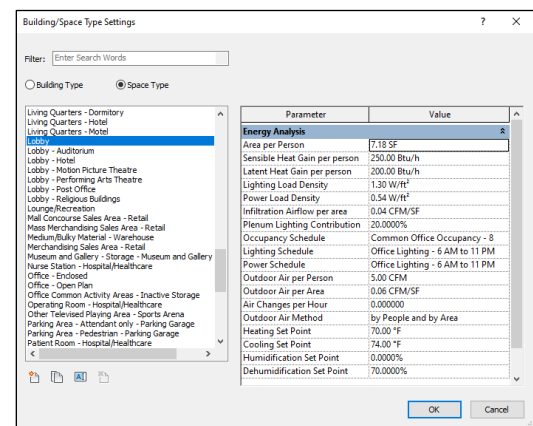 Building/Space Type Settings
Filter:
Enter Search Words
Building Type
Space Type
Living Quarters - Dormitory
Living Quarters - Hotel
Living Quarters - Motel
Lobby
Lobby - Auditorium
Lobby - Hotel
Lobby - Motion Picture Theatre
Lobby - Performing Arts Theatre
Lobby - Post Office
Lobby - Religious Buildings
Lounge/Recreation
Mall Concourse Sales Area - Retail
Mass Merchandising Sales Area - Retail
Medium/Bulky Material - Warehouse
Merchandising Sales Area - Retail
Museum and Gallery - Storage - Museum and Gallery
Nurse Station - Hospital/Healthcare
Office - Enclosed
Office - Open Plan
Office Common Activity Areas - Inactive Storage
Operating Room - Hospital/Healthcare
Other Televised Playing Area - Sports Arena
Parking Area - Attendant only - Parking Garage
Parking Area - Pedestrian - Parking Garage
Patient Room - Hospital/Healthcare
Parameter Value
Energy Analysis
Area per Person 7.18 SF
Sensible Heat Gain per person 250.00 Btu/h
Latent Heat Gain per person 200.00 Btu/h
Lighting Load Density 1.30 W/ft²
Power Load Density 0.54 W/ft²
Infiltration Airflow per area 0.04 CFM/SF
Plenum Lighting Contribution 20.0000%
Occupancy Schedule Common Office Occupancy - 8
Lighting Schedule Office Lighting - 6 AM to 11 PM
Power Schedule Office Lighting - 6 AM to 11 PM
Outdoor Air per Person 5.00 CFM
Outdoor Air per Area 0.06 CFM/SF
Air Changes per Hour 0.000000
Outdoor Air Method by People and by Area
Heating Set Point 70.00 °F
Cooling Set Point 74.00 °F
Humidification Set Point 0.0000%
Dehumidification Set Point 70.0000%
OK
Cancel